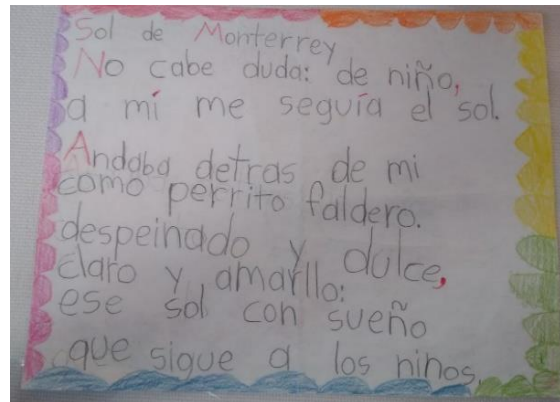 Sol de Monterrey
No cabe duda: de niño,
a mí me seguía el sol.
Andaba detras de mi
como perrito faldero.
despeinado y dulce,
claro y amarllo:
ese sol con sueño
que sigue a los ninos.